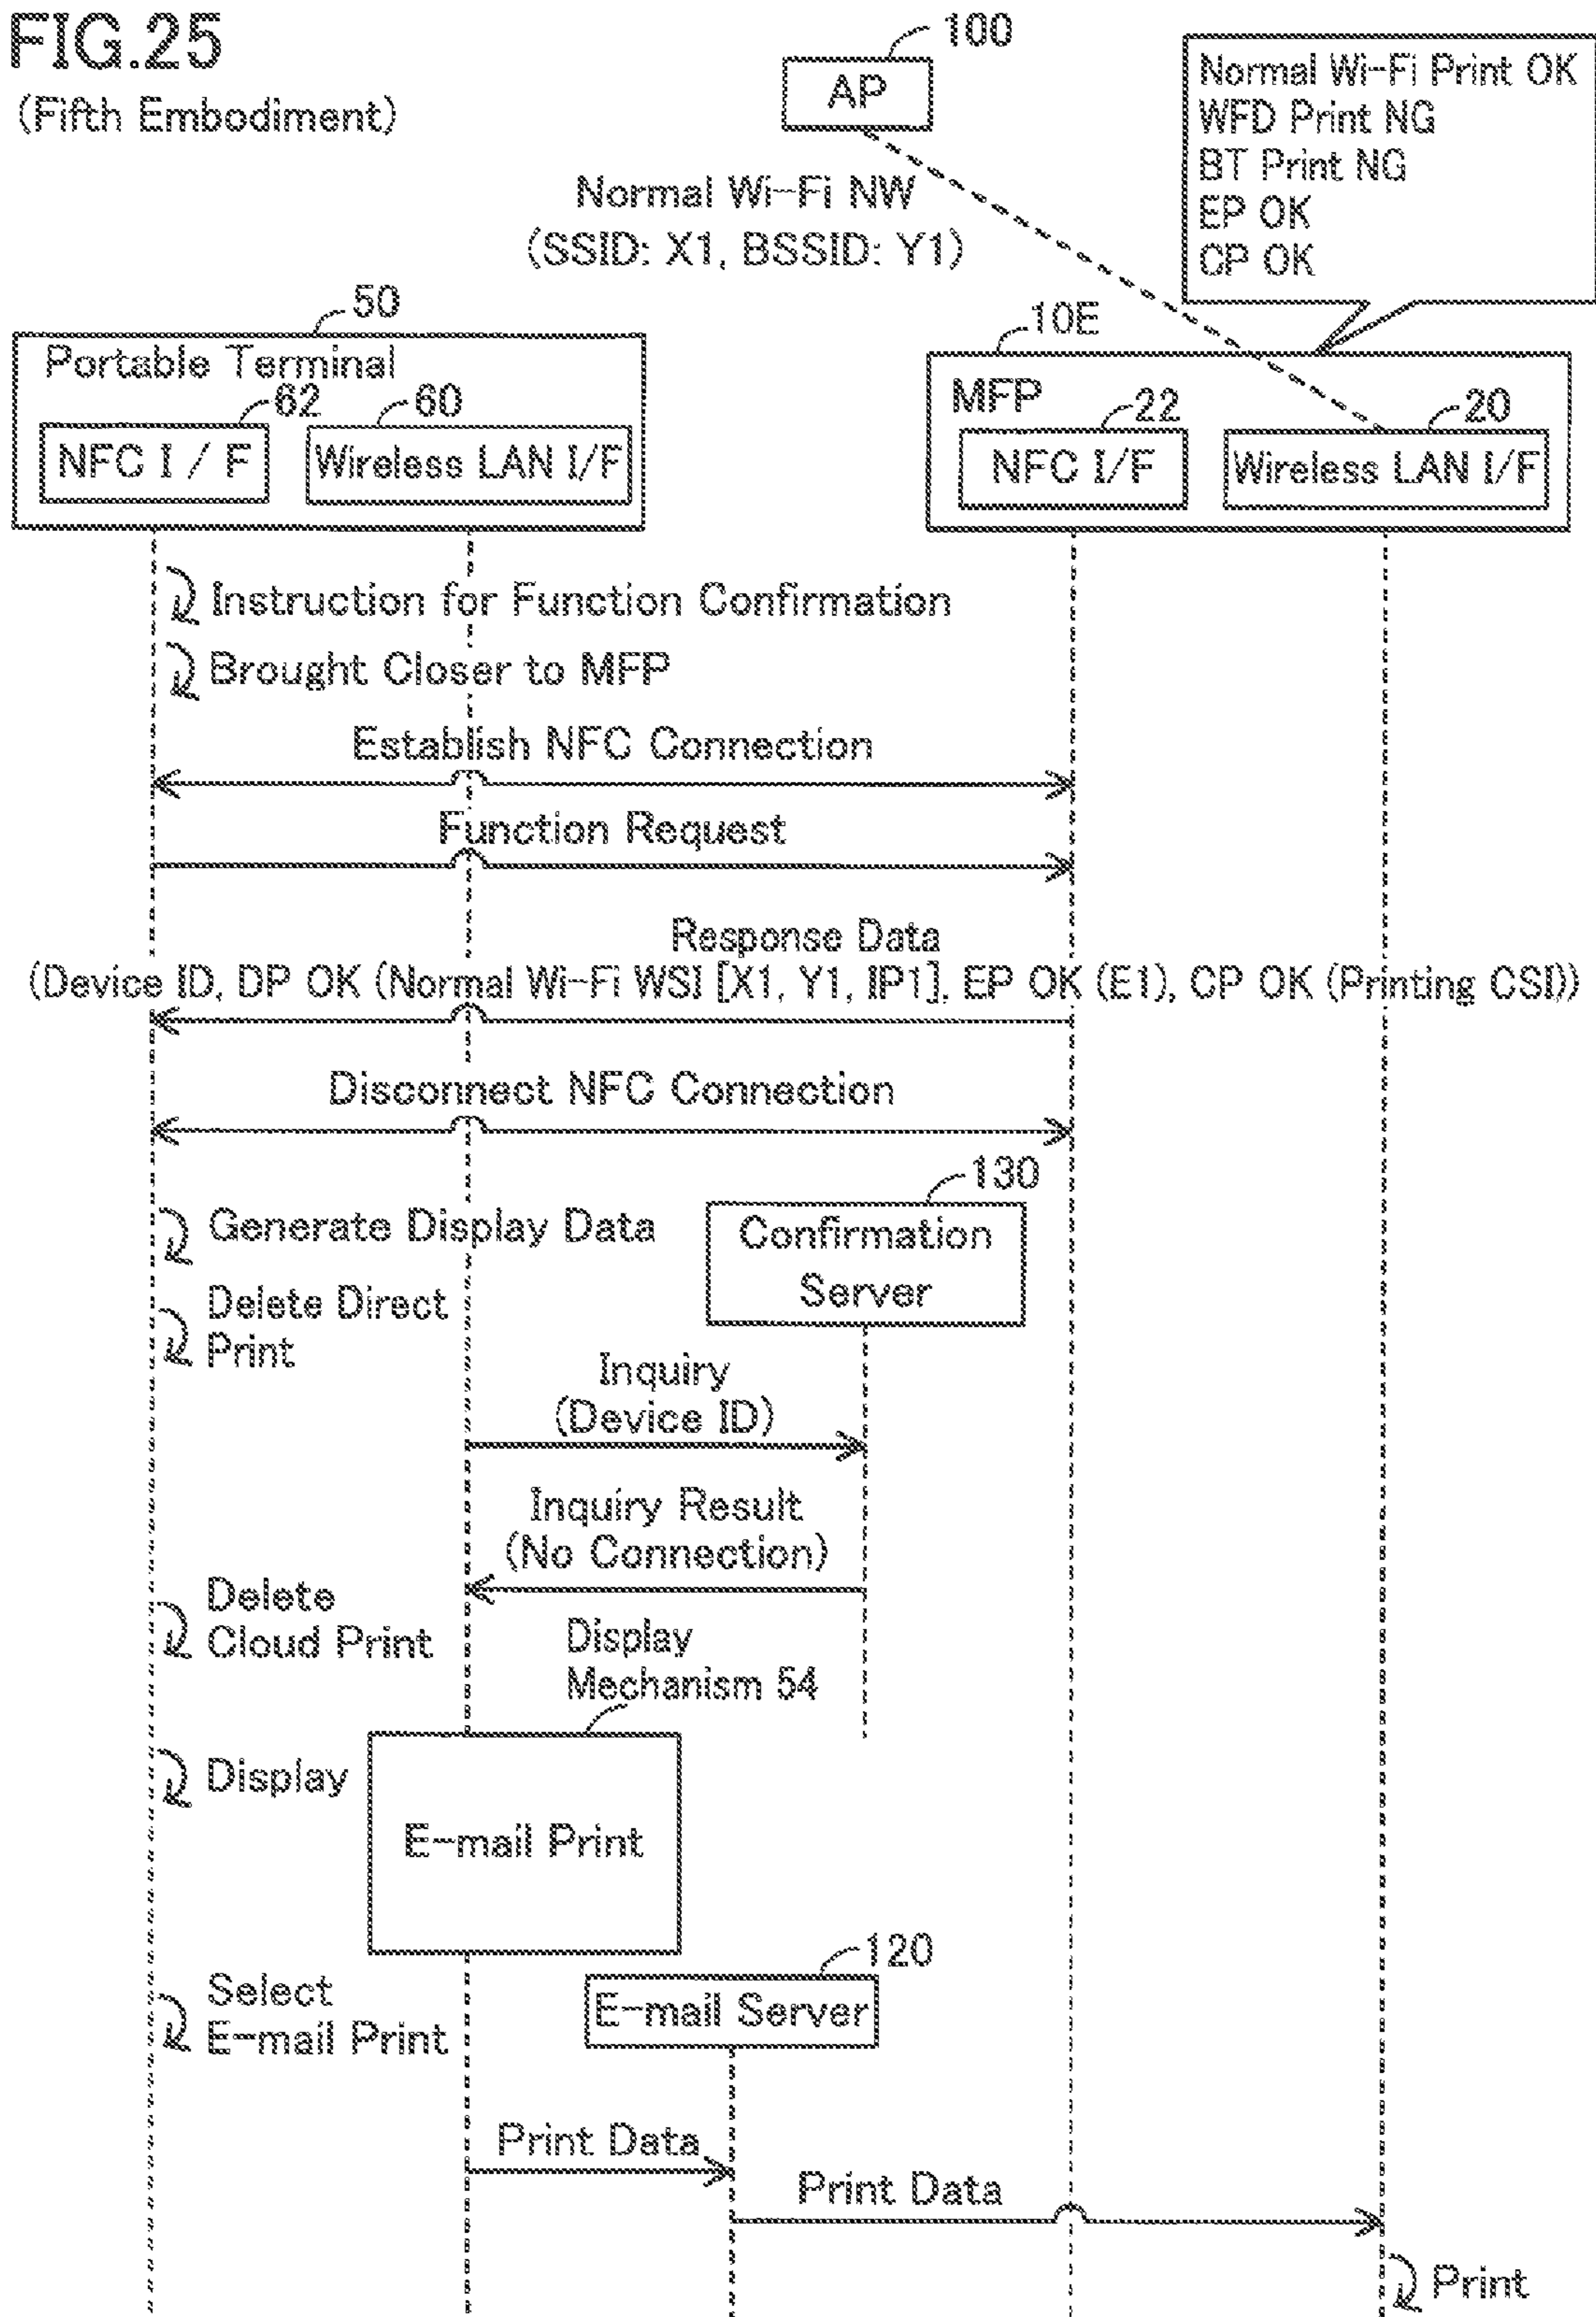 FIG.25
(Fifth Embodiment)
100
AP
Normal Wi-Fi Print OK
WFD Print NG
BT Print NG
EP OK
CP OK
Normal Wi-Fi NW
(SSID: X1, BSSID: Y1)
50
Portable Terminal
62
60
NFC I / F
Wireless LAN I/F
10E
MFP
22
20
NFC I/F
Wireless LAN I/F
Instruction for Function Confirmation
Brought Closer to MFP
Establish NFC Connection
Function Request
Response Data
(Device ID, DP OK (Normal Wi-Fi WSI [X1, Y1, IP1], EP OK (E1), CP OK (Printing CSI))
Disconnect NFC Connection
130
Generate Display Data
Confirmation
Server
Delete Direct
Print
Inquiry
(Device ID)
Inquiry Result
(No Connection)
Delete
Cloud Print
Display
Mechanism 54
Display
E-mail Print
120
Select
E-mail Print
E-mail Server
Print Data
Print Data
Print